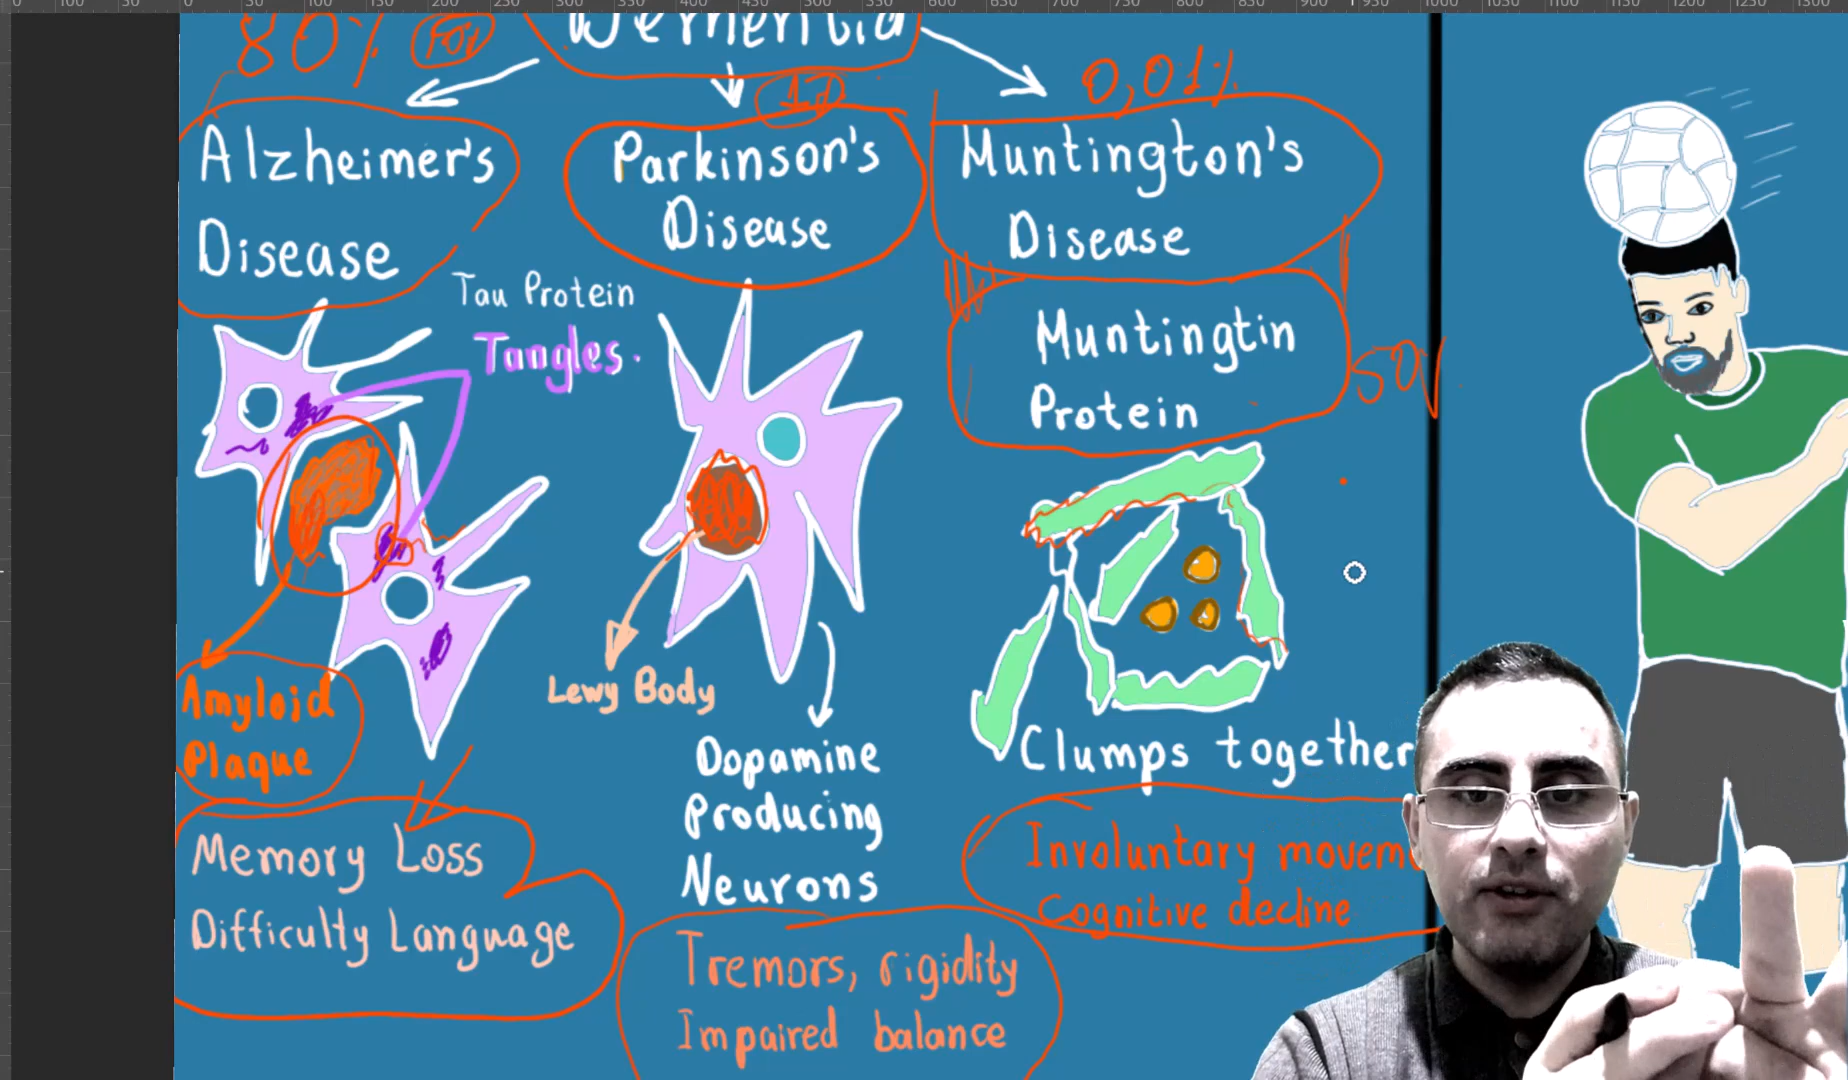 80%
Dementia
0,01%
Alzheimer's
Disease
Parkinson's
Disease
Muntington's
Disease
Tau Protein
Tangles.
Muntingtin
Protein
50%
Amyloid
Plaque
Lewy Body
Dopamine
Producing
Neurons
Clumps together
Memory Loss
Difficulty Language
Involuntary movem
Cognitive decline
Tremors, rigidity
Impaired balance